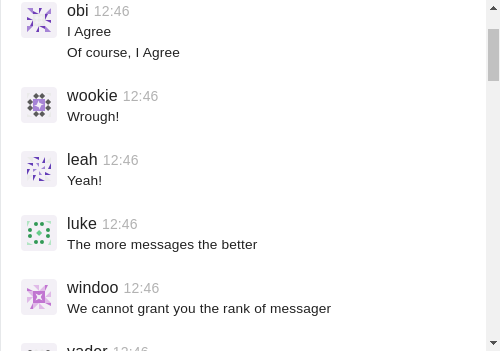 obi 12:46
I Agree
Of course, I Agree
wookie 12:46
Wrough!
leah 12:46
Yeah!
luke 12:46
The more messages the better
windoo 12:46
We cannot grant you the rank of messager
vader 12:46